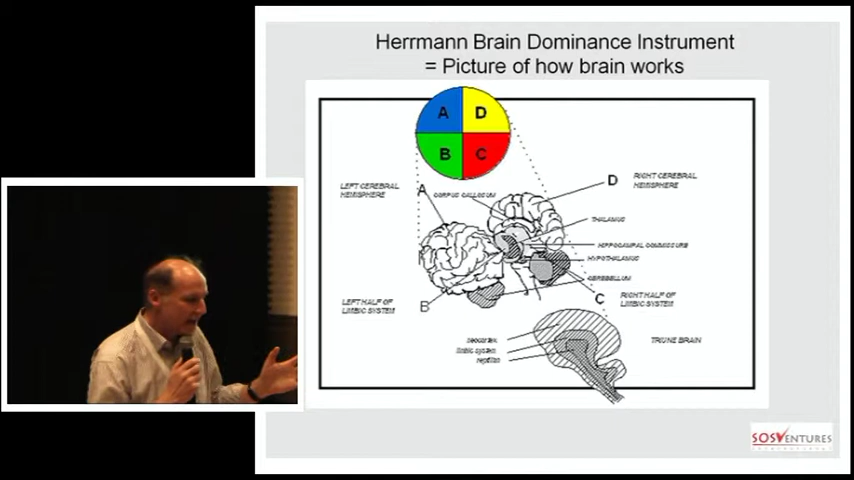 Herrmann Brain Dominance Instrument
= Picture of how brain works
A D
B C
D RIGHT CEREBRAL
HEMISPHERE
LEFT CEREBRAL
HEMISPHERE
A
CORPUS CALLOSUM
THALAMUS
HIPPOCAMPAL COMMISSURE
HYPOTHALAMUS
CEREBELLUM
B
LEFT HALF OF
LIMBIC SYSTEM
C
RIGHT HALF OF
LIMBIC SYSTEM
neocortex
limbic system
reptilian
TRIUNE BRAIN
SOSVENTURES